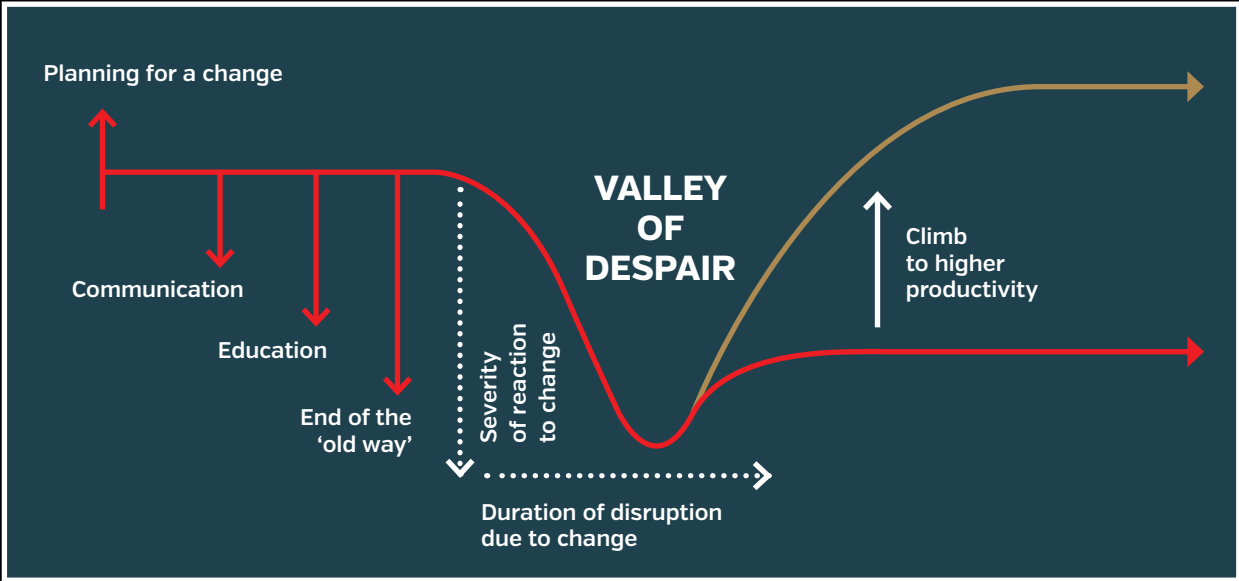 Planning for a change
Communication
Education
End of the
‘old way’
Severity
of reaction
to change
VALLEY
OF
DESPAIR
Duration of disruption
due to change
Climb
to higher
productivity